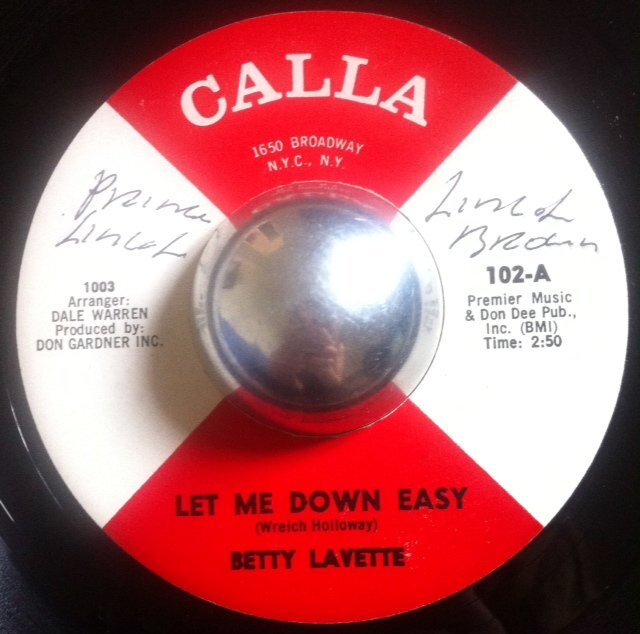 CALLA
1650 BROADWAY
N.Y.C., N.Y.
Prince
Lincoln
Lincoln
Brown
1003
Arranger:
DALE WARREN
Produced by:
DON GARDNER INC.
102-A
Premier Music
& Don Dee Pub.,
Inc. (BMI)
Time: 2:50
LET ME DOWN EASY
(Wreich Holloway)
BETTY LAVETTE